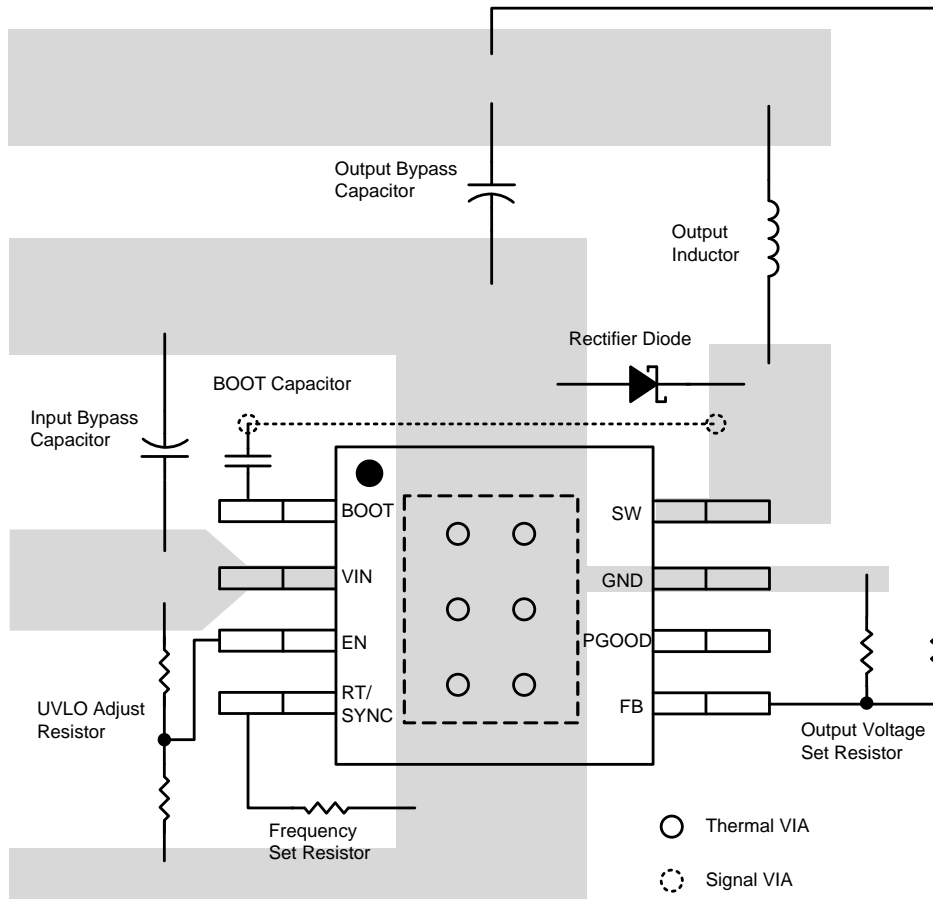 Output Bypass
Capacitor
Output
Inductor
Rectifier Diode
BOOT Capacitor
Input Bypass
Capacitor
BOOT
SW
VIN
GND
EN
PGOOD
RT/
SYNC
FB
UVLO Adjust
Resistor
Output Voltage
Set Resistor
Frequency
Set Resistor
Thermal VIA
Signal VIA